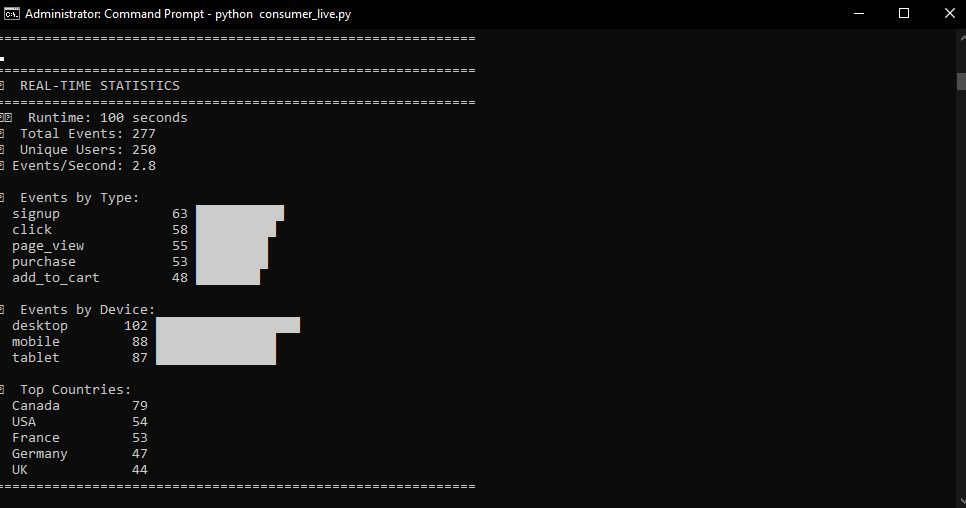 Administrator: Command Prompt - python  consumer_live.py
============================================================
============================================================
REAL-TIME STATISTICS
============================================================
Runtime: 100 seconds
Total Events: 277
Unique Users: 250
Events/Second: 2.8
Events by Type:
signup 63
click 58
page_view 55
purchase 53
add_to_cart 48
Events by Device:
desktop 102
mobile 88
tablet 87
Top Countries:
Canada 79
USA 54
France 53
Germany 47
UK 44
============================================================